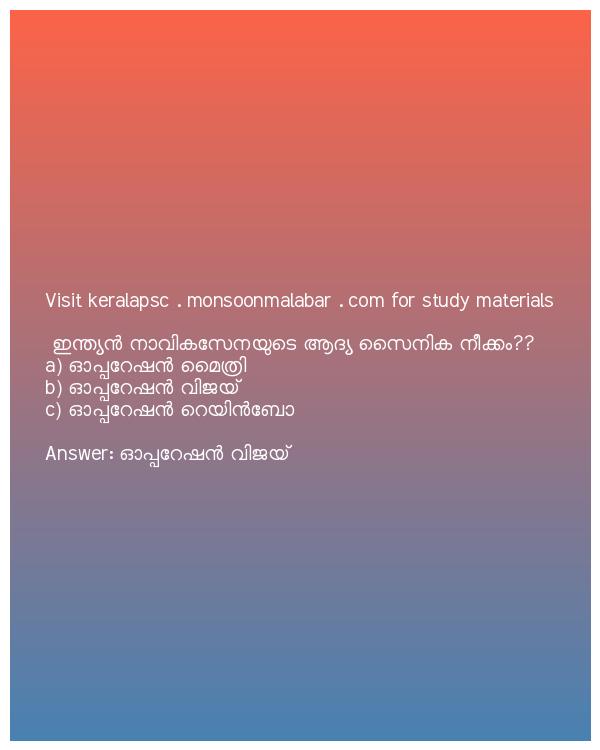 Visit keralapsc . monsoonmalabar . com for study materials
ഇന്ത്യൻ നാവികസേനയുടെ ആദ്യ സൈനിക നീക്കം??
a) ഓപ്പറേഷൻ മൈത്രി
b) ഓപ്പറേഷൻ വിജയ്
c) ഓപ്പറേഷൻ റെയിൻബോ
Answer: ഓപ്പറേഷൻ വിജയ്